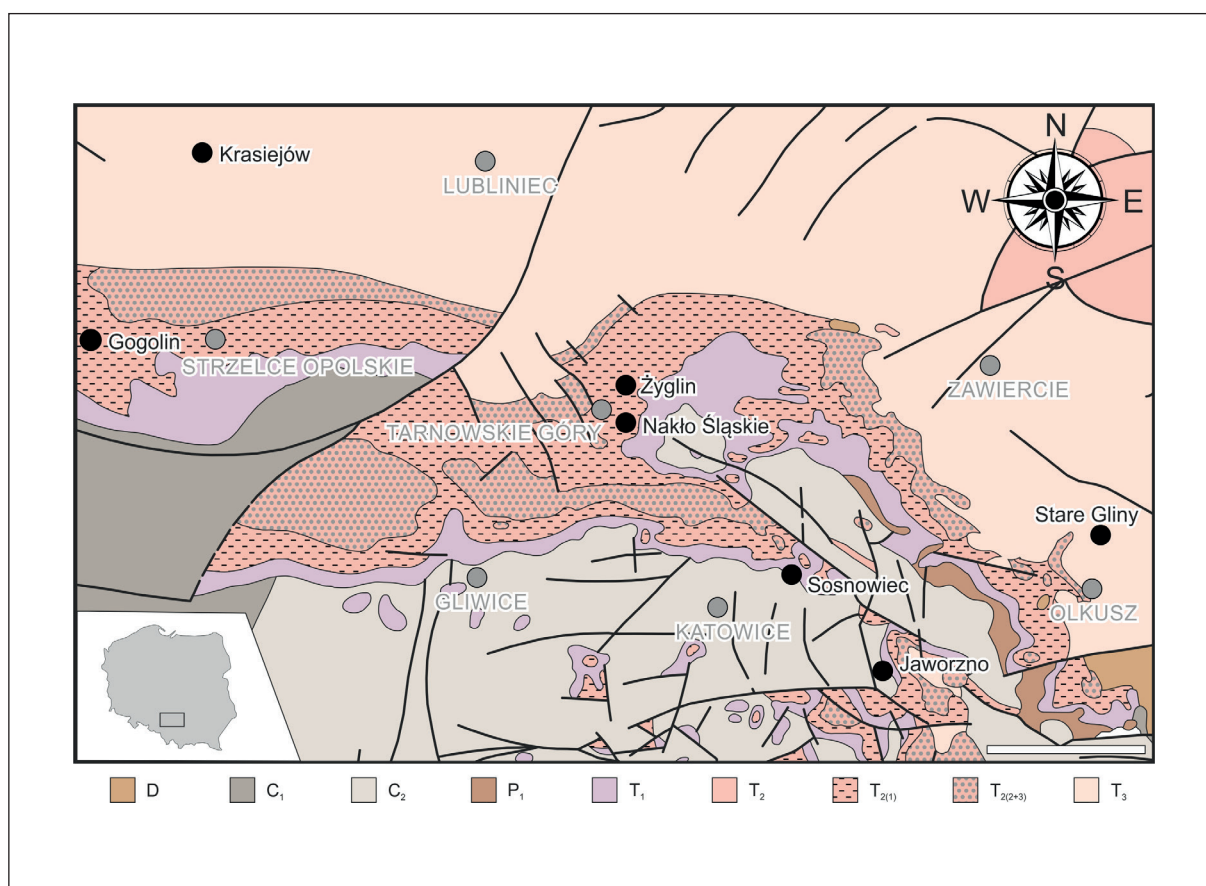 N
W E
S
Krasiejów
LUBLINIEC
Gogolin
STRZELCE OPOLSKIE
Żyglin
TARNOWSKIE GÓRY
Nakło Śląskie
ZAWIERCIE
Stare Gliny
Sosnowiec
GLIWICE
KATOWICE
OLKUSZ
Jaworzno
D C₁ C₂ P₁ T₁ T₂ T₂₍₁₎ T₂₍₂₊₃₎ T₃